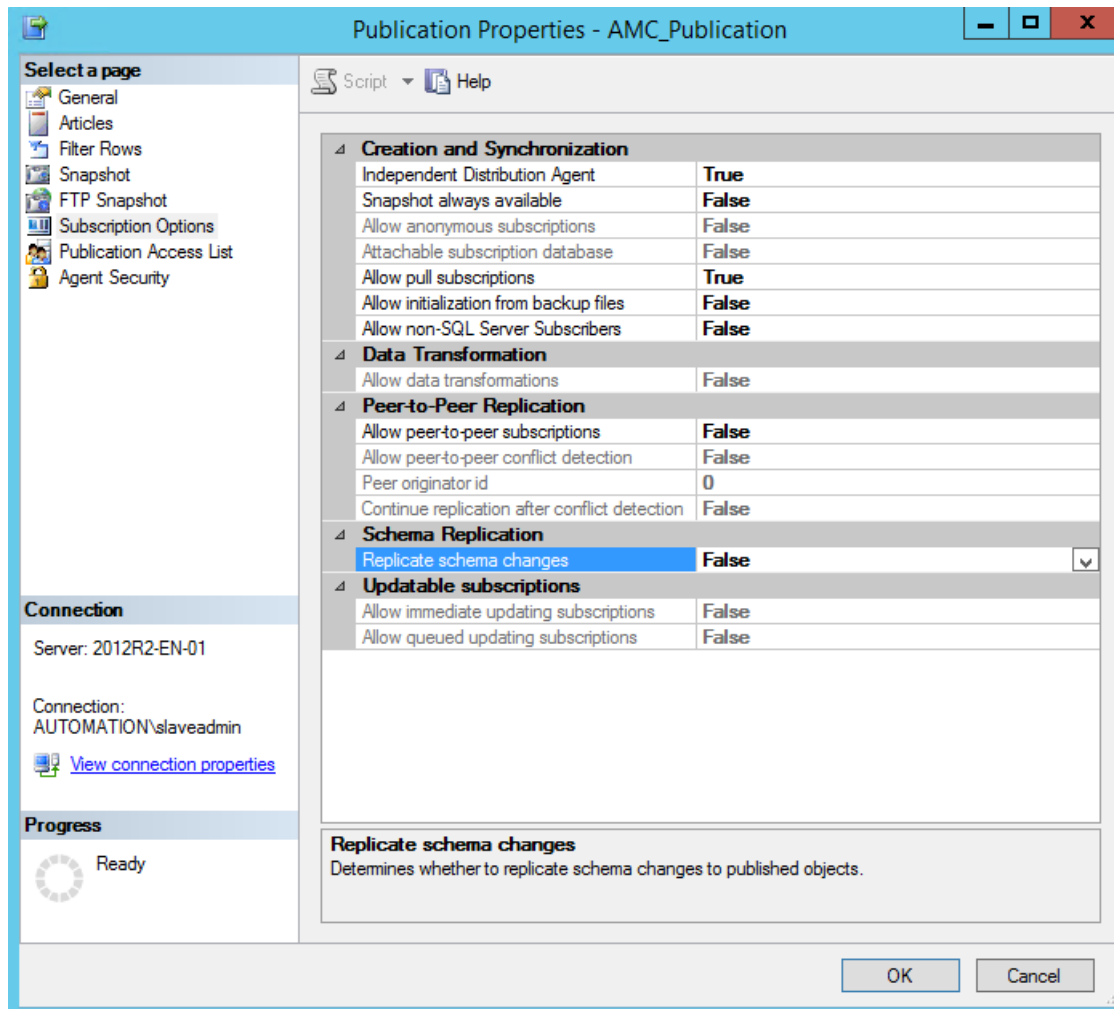 Publication Properties - AMC_Publication
Select a page
General
Articles
Filter Rows
Snapshot
FTP Snapshot
Subscription Options
Publication Access List
Agent Security
Connection
Server: 2012R2-EN-01
Connection:
AUTOMATION\slaveadmin
View connection properties
Progress
Ready
Script Help
Creation and Synchronization
Independent Distribution Agent True
Snapshot always available False
Allow anonymous subscriptions False
Attachable subscription database False
Allow pull subscriptions True
Allow initialization from backup files False
Allow non-SQL Server Subscribers False
Data Transformation
Allow data transformations False
Peer-to-Peer Replication
Allow peer-to-peer subscriptions False
Allow peer-to-peer conflict detection False
Peer originator id 0
Continue replication after conflict detection False
Schema Replication
Replicate schema changes False
Updatable subscriptions
Allow immediate updating subscriptions False
Allow queued updating subscriptions False
Replicate schema changes
Determines whether to replicate schema changes to published objects.
OK Cancel